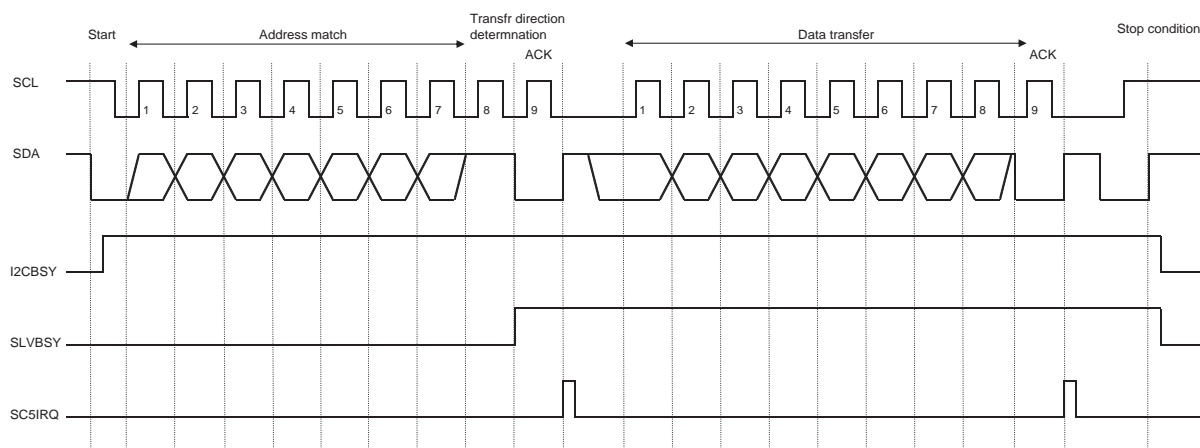 Start
Address match
Transfr direction
determnation
ACK
Data transfer
ACK
Stop condition
SCL
1 2 3 4 5 6 7 8 9 1 2 3 4 5 6 7 8 9
SDA
I2CBSY
SLVBSY
SC5IRQ